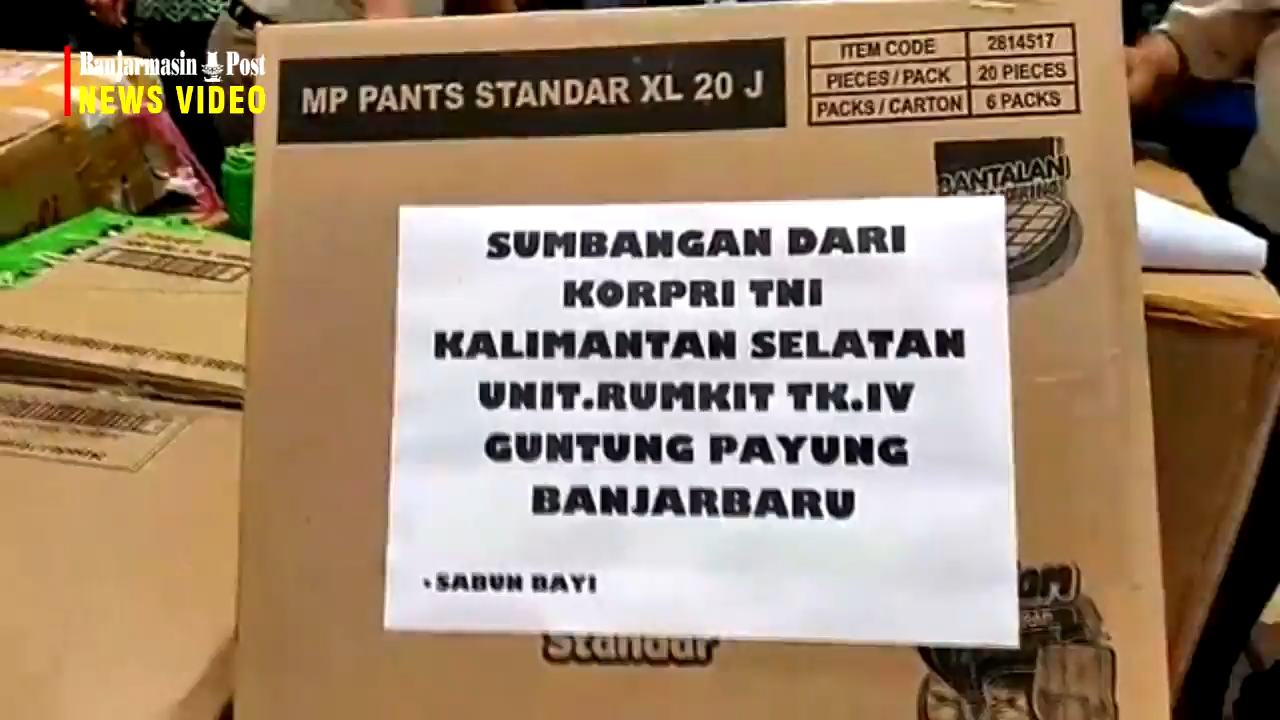 Banjarmasin Post
NEWS VIDEO
MP PANTS STANDAR XL 20 J
ITEM CODE 2814517
PIECES / PACK 20 PIECES
PACKS / CARTON 6 PACKS
BANTALAN
SUMBANGAN DARI
KORPRI TNI
KALIMANTAN SELATAN
UNIT.RUMKIT TK.IV
GUNTUNG PAYUNG
BANJARBARU
- SABUN BAYI
Standar